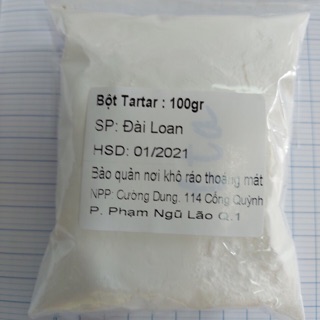 Bột Tartar : 100gr
SP: Đài Loan
HSD: 01/2021
Bảo quản nơi khô ráo thoáng mát
NPP: Cường Dung. 114 Cống Quỳnh
P. Phạm Ngũ Lão Q.1